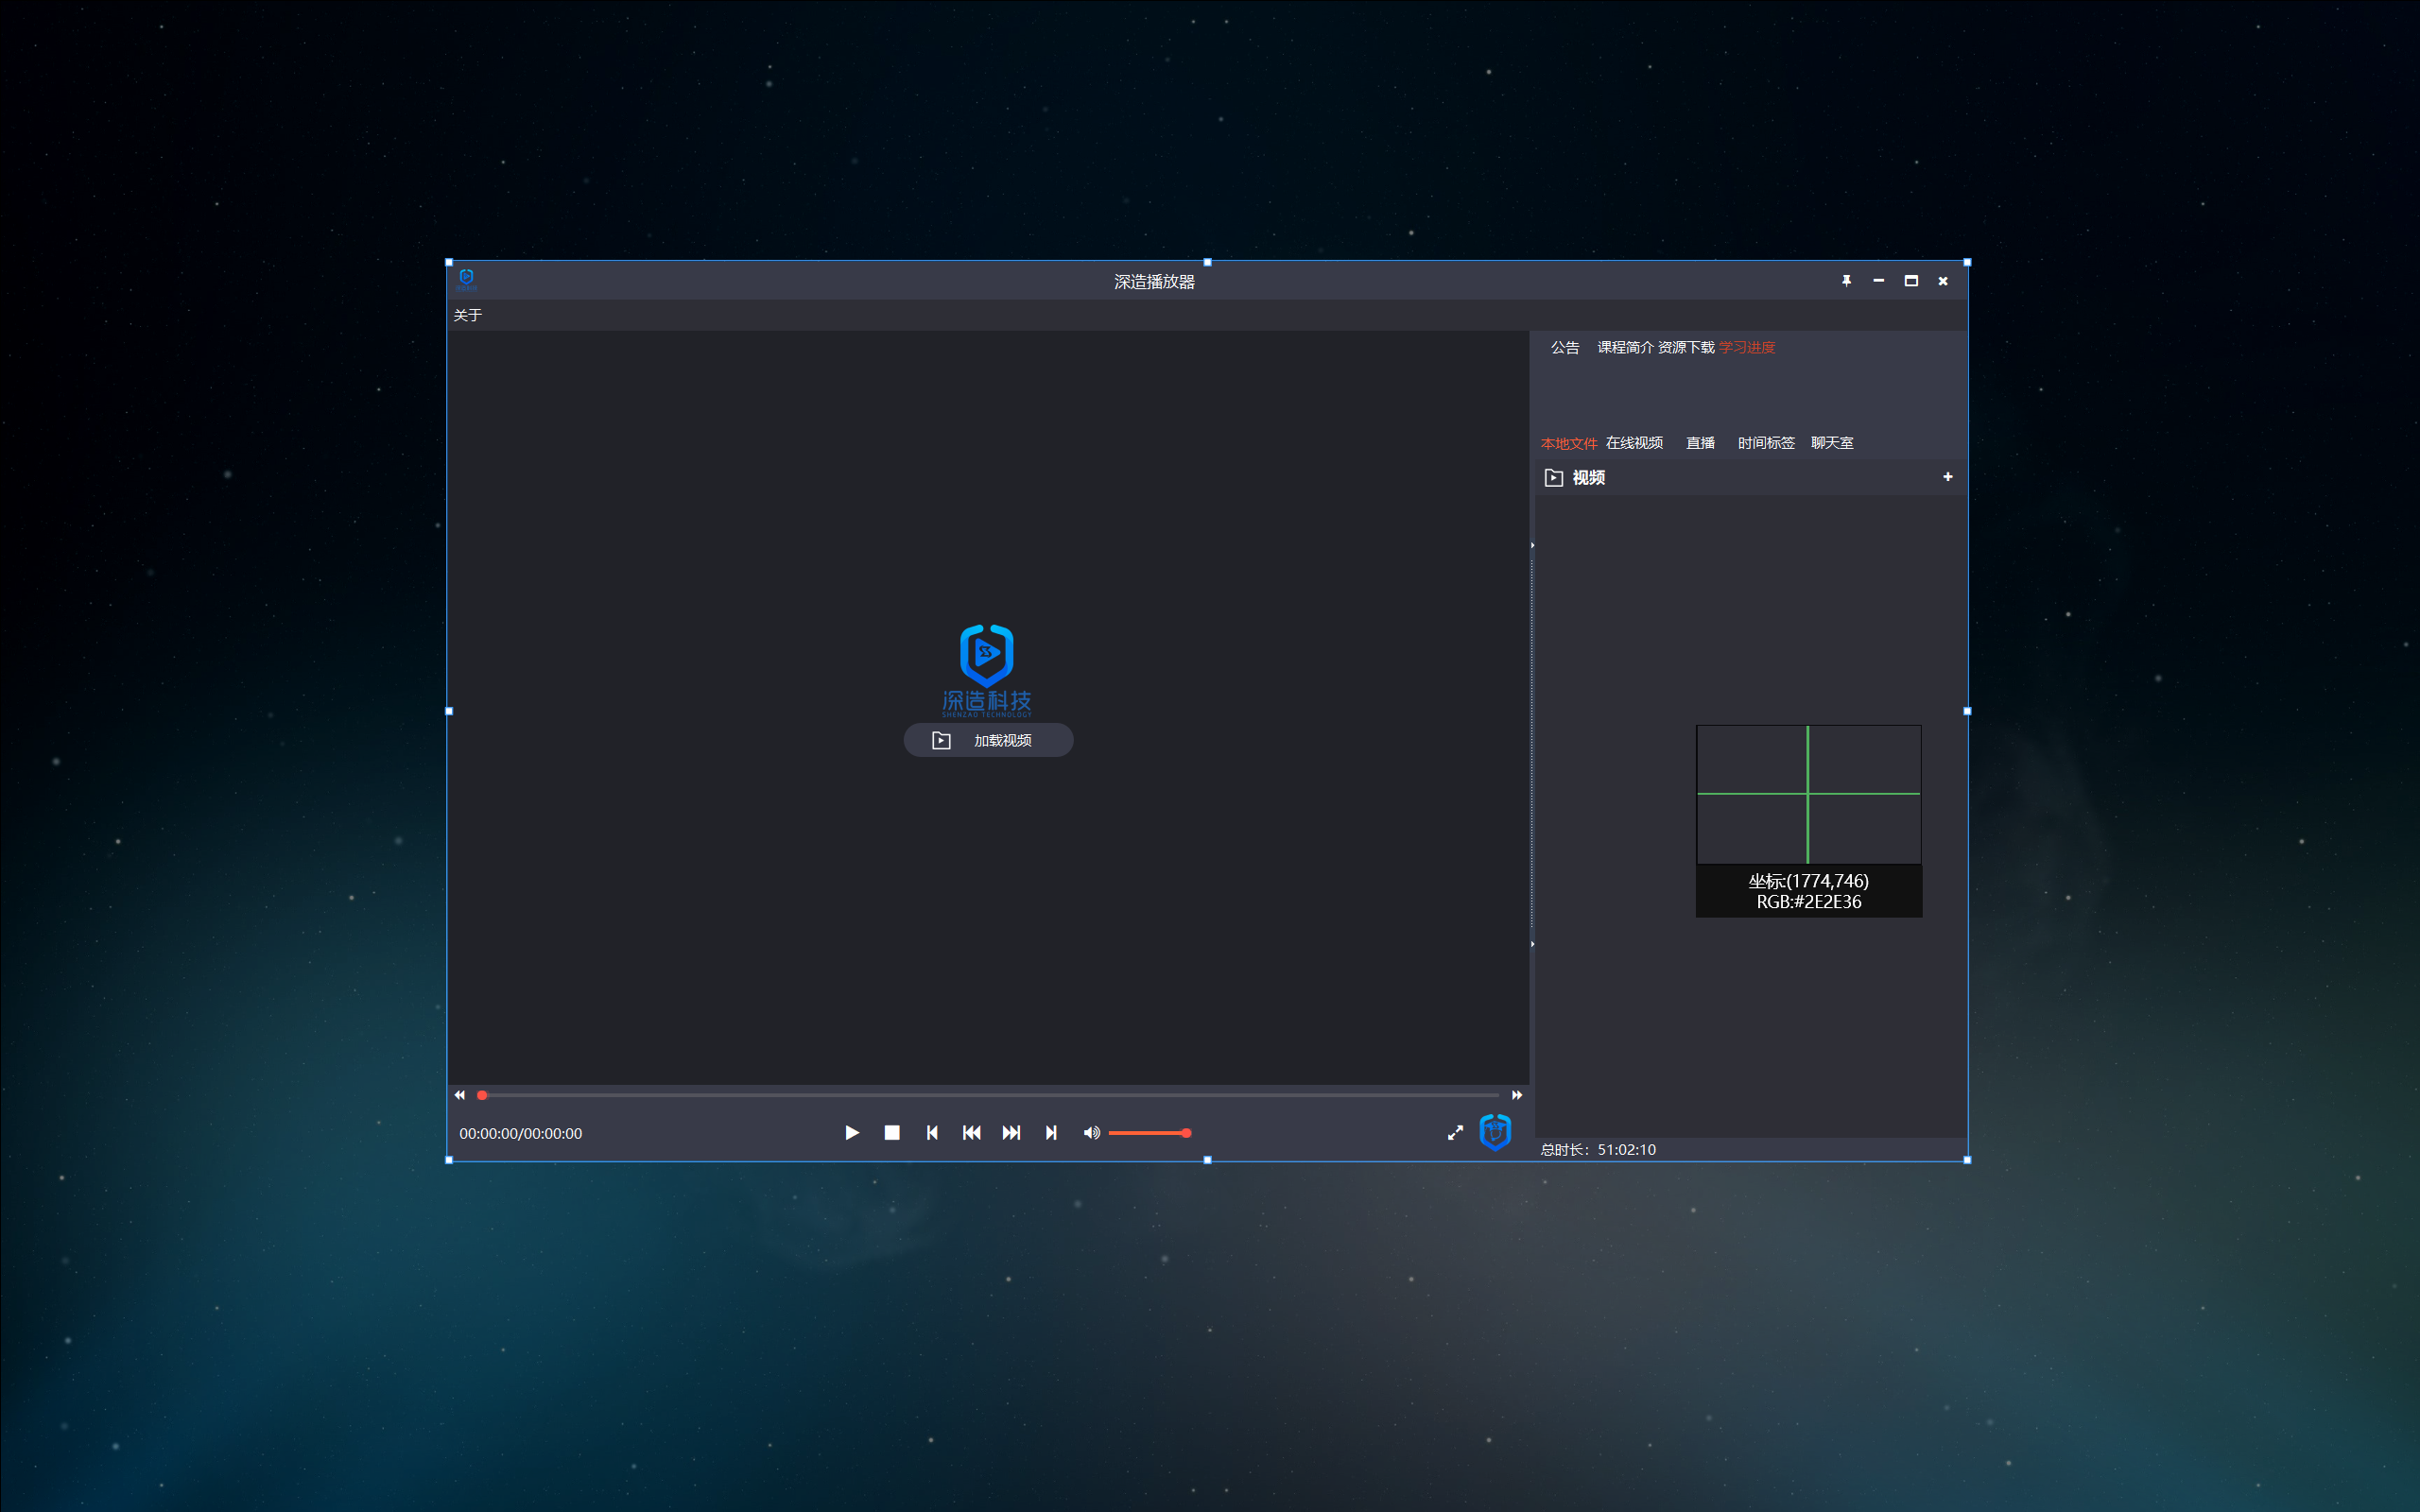 深造播放器
关于
公告 课程简介 资源下载 学习进度
本地文件 在线视频 直播 时间标签 聊天室
视频
深造科技
SHENZAO TECHNOLOGY
加载视频
坐标:(1774,746)
RGB:#2E2E36
00:00:00/00:00:00
总时长：51:02:10